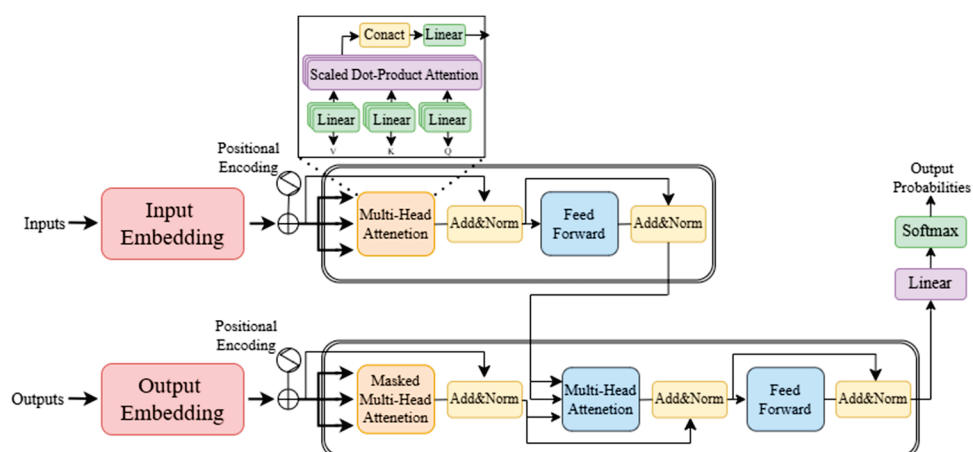 Conact
Linear
Scaled Dot-Product Attention
Linear
Linear
Linear
V
K
Q
Positional
Encoding
Inputs
Input
Embedding
Multi-Head
Attenetion
Add&Norm
Feed
Forward
Add&Norm
Output
Probabilities
Softmax
Linear
Positional
Encoding
Outputs
Output
Embedding
Masked
Multi-Head
Attenetion
Add&Norm
Multi-Head
Attenetion
Add&Norm
Feed
Forward
Add&Norm